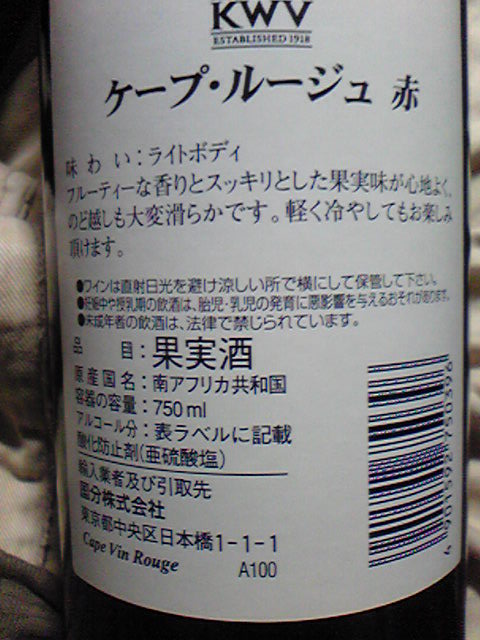 KWV
ESTABLISHED 1918
ケープ・ルージュ 赤
味わい：ライトボディ
フルーティーな香りとスッキリとした果実味が心地よく、
のど越しも大変滑らかです。軽く冷やしてもお楽しみ
頂けます。
●ワインは直射日光を避け涼しい所で横にして保管して下さい。
●妊娠中や授乳期の飲酒は、胎児・乳児の発育に悪影響を与えるおそれがあります。
●未成年者の飲酒は、法律で禁じられています。
品目：果実酒
原産国名：南アフリカ共和国
容器の容量：750ml
アルコール分：表ラベルに記載
酸化防止剤(亜硫酸塩)
輸入業者及び引取先
国分株式会社
東京都中央区日本橋1-1-1
Cape Vin Rouge
A100
4 901592 750396